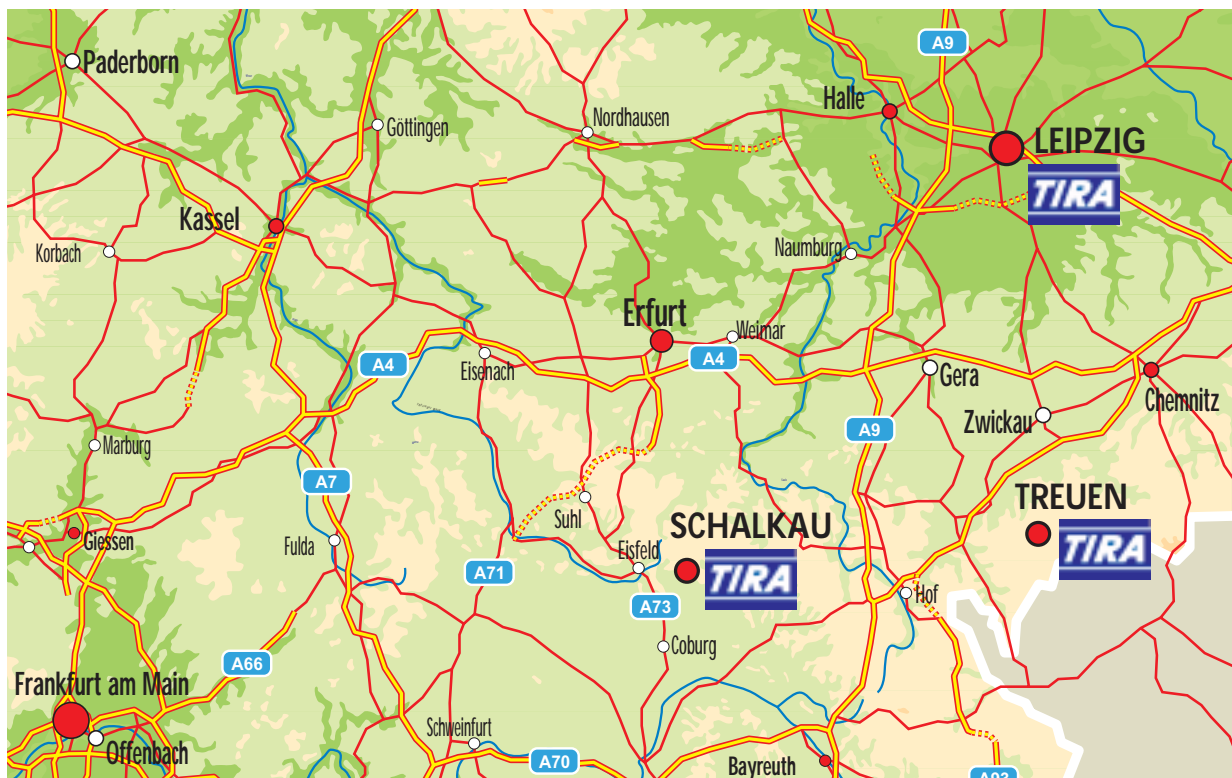 A9
Paderborn
Halle
Nordhausen
Göttingen
LEIPZIG
TIRA
Kassel
Korbach
Naumburg
Erfurt
Weimar
A4
A4
Eisenach
Gera
Chemnitz
Zwickau
A9
Marburg
A7
TREUEN
SCHALKAU
Suhl
TIRA
Giessen
Fulda
Eisfeld
A71
TIRA
Hof
A73
Coburg
A66
Frankfurt am Main
Schweinfurt
Offenbach
A70
Bayreuth
A93